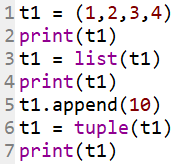 1 t1 = (1,2,3,4)
2 print(t1)
3 t1 = list(t1)
4 print(t1)
5 t1.append(10)
6 t1 = tuple(t1)
7 print(t1)